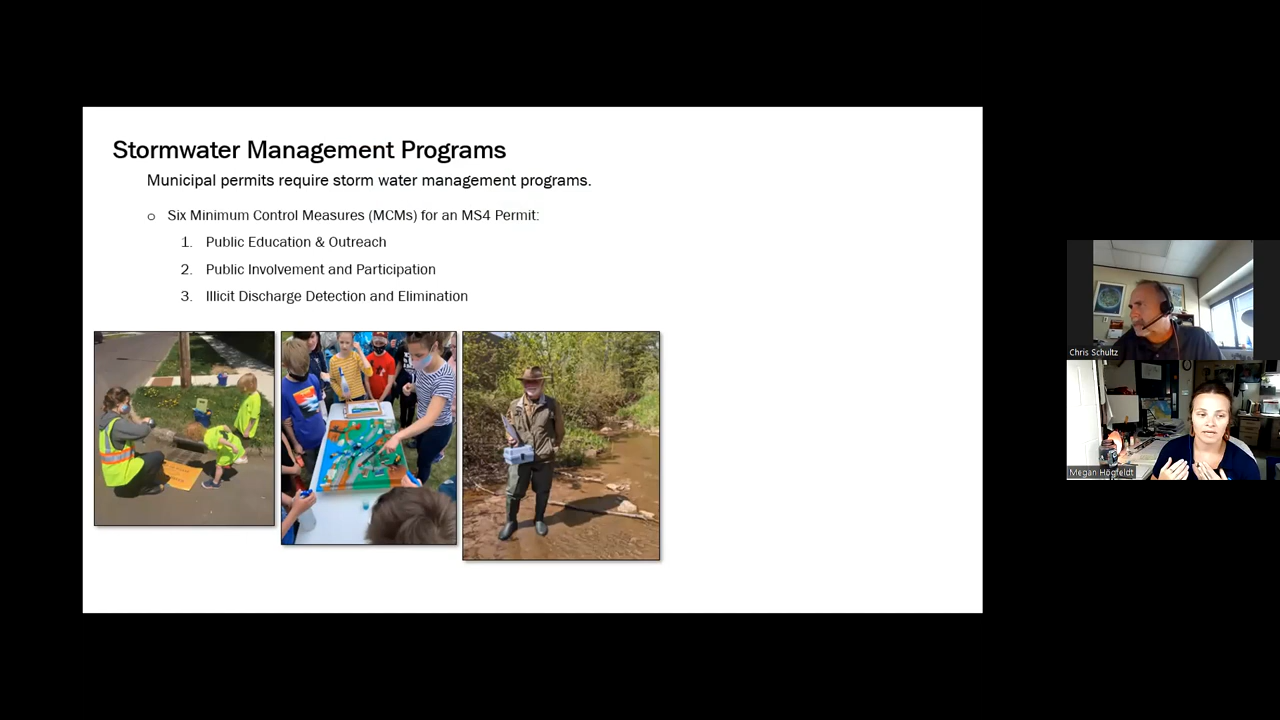 Stormwater Management Programs
Municipal permits require storm water management programs.
o Six Minimum Control Measures (MCMs) for an MS4 Permit:
1. Public Education & Outreach
2. Public Involvement and Participation
3. Illicit Discharge Detection and Elimination
Chris Schultz
Megan Högfeldt